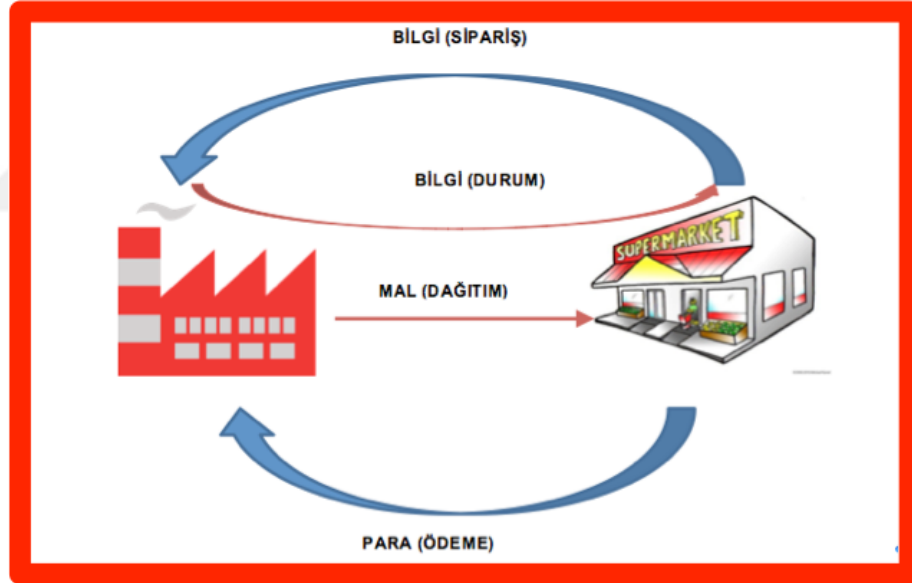 BİLGİ (SİPARİŞ)
BİLGİ (DURUM)
SUPERMARKET
MAL (DAĞITIM)
PARA (ÖDEME)